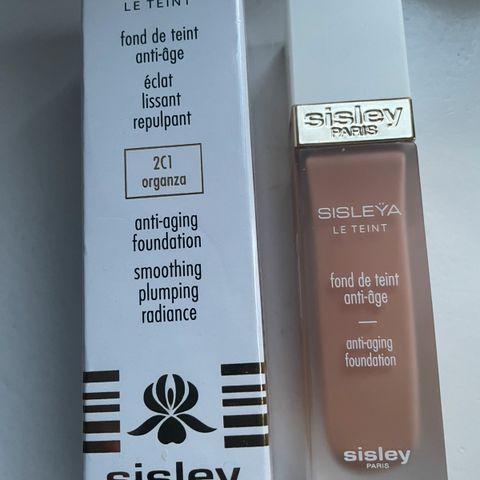 LE TEINT
fond de teint
anti-âge
éclat
lissant
repulpant
2C1
organza
anti-aging
foundation
smoothing
plumping
radiance
sisley
sisley
PARIS
SISLEŸA
LE TEINT
fond de teint
anti-âge
anti-aging
foundation
sisley
PARIS